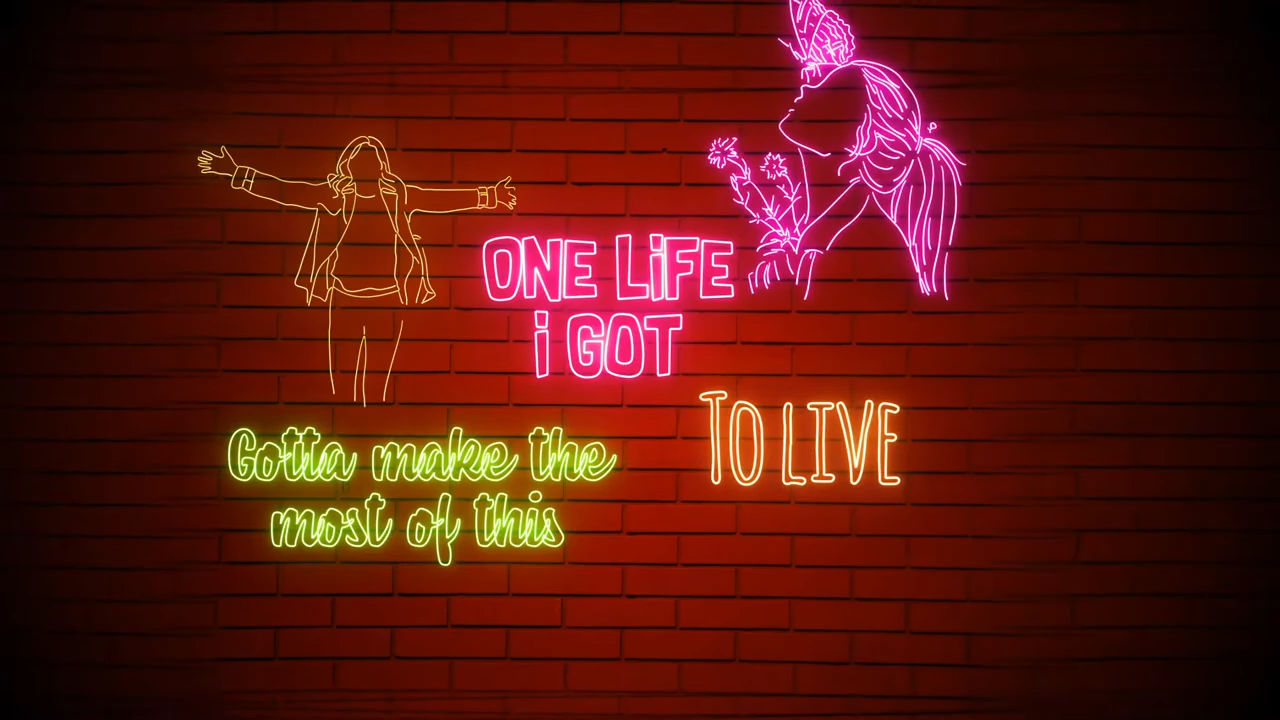 ONE LiFE
i GOT
TO LIVE
Gotta make the
most of this